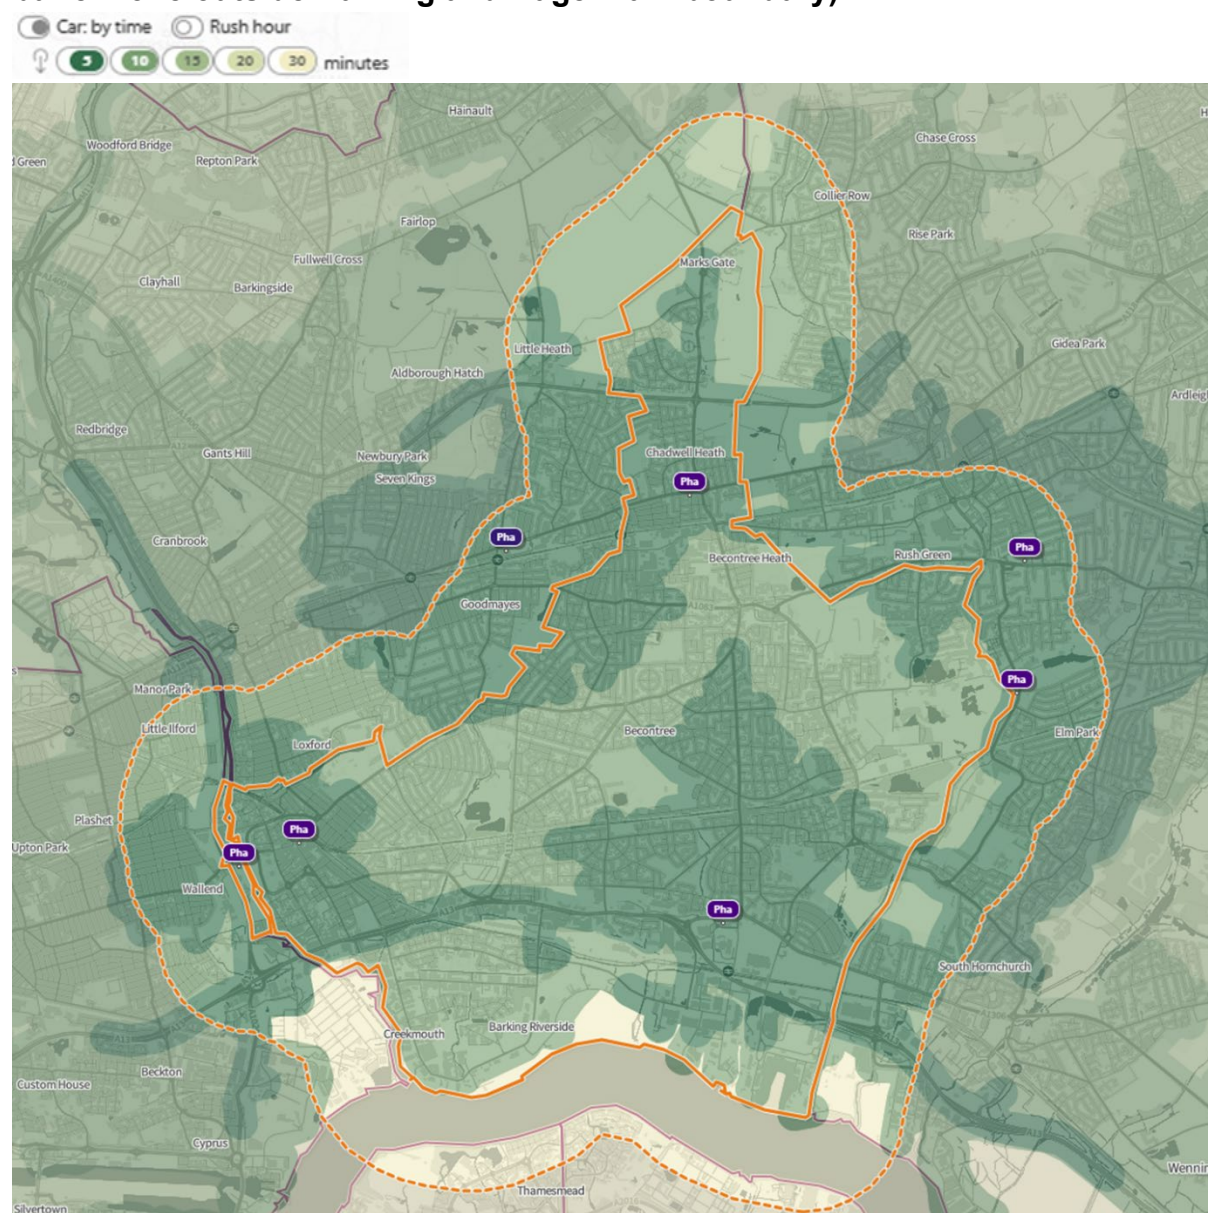 Car: by time Rush hour
5 10 15 20 30 minutes
Hainault
Woodford Bridge
Chase Cross
Repton Park
Collier Row
Fairlop
Rise Park
Fullwell Cross
Marks Gate
Clayhall
Barkingside
Little Heath
Gidea Park
Aldborough Hatch
Redbridge
Gants Hill
Newbury Park
Chadwell Heath
Seven Kings
Pha
Pha
Cranbrook
Pha
Becontree Heath
Rush Green
Goodmayes
Pha
Manor Park
Little Ilford
Becontree
Elm Park
Loxford
Plashet
Pha
Upton Park
Pha
Wallend
Pha
South Hornchurch
Creekmouth
Barking Riverside
Beckton
Custom House
Cyprus
Thamesmead
Silvertown